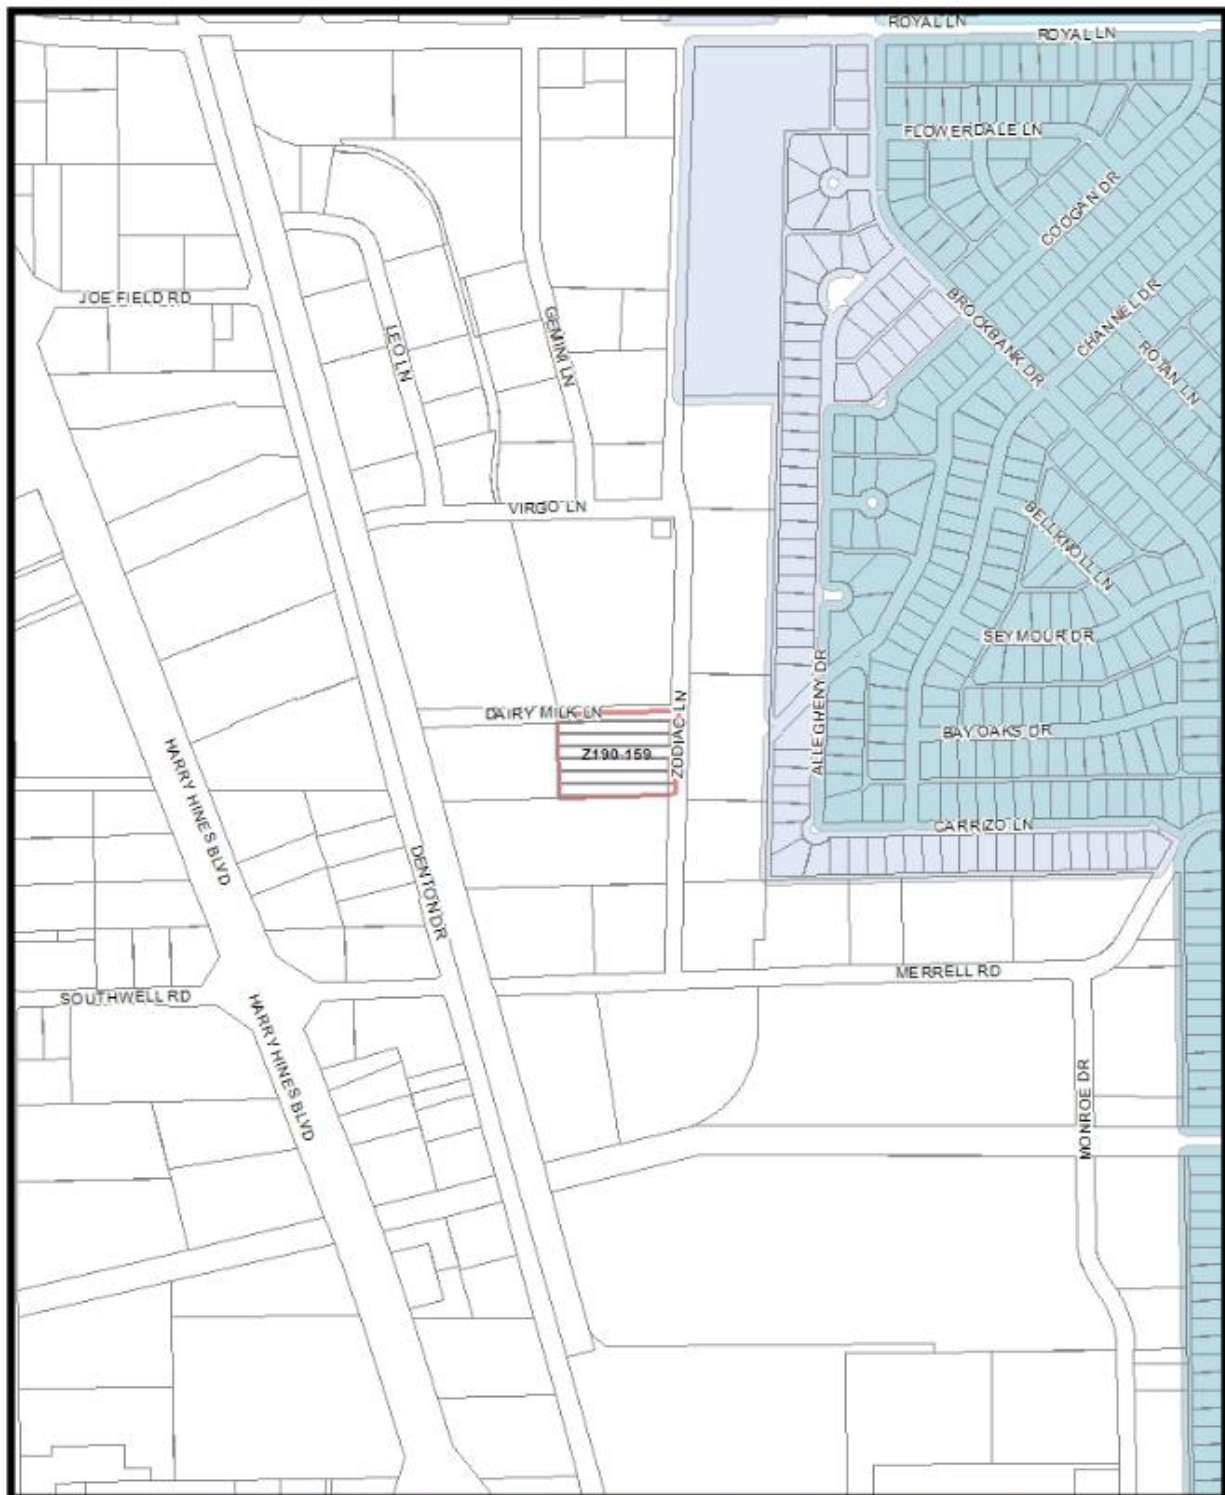 ROYAL LN
ROYAL LN
FLOWERDALE LN
COOGAN DR
JOE FIELD RD
BROCKBANK DR
CHANNEL DR
GEMINI LN
LEO LN
ROYAN LN
VIRGO LN
BELLKNOLL LN
SEYMOUR DR
ALLEGHENY DR
ZODIAC LN
DAIRY MILK LN
BAY OAKS DR
Z190-159
HARRY HINES BLVD
CARRIZO LN
DENTON DR
MERRELL RD
SOUTHWELL RD
HARRY HINES BLVD
MONROE DR